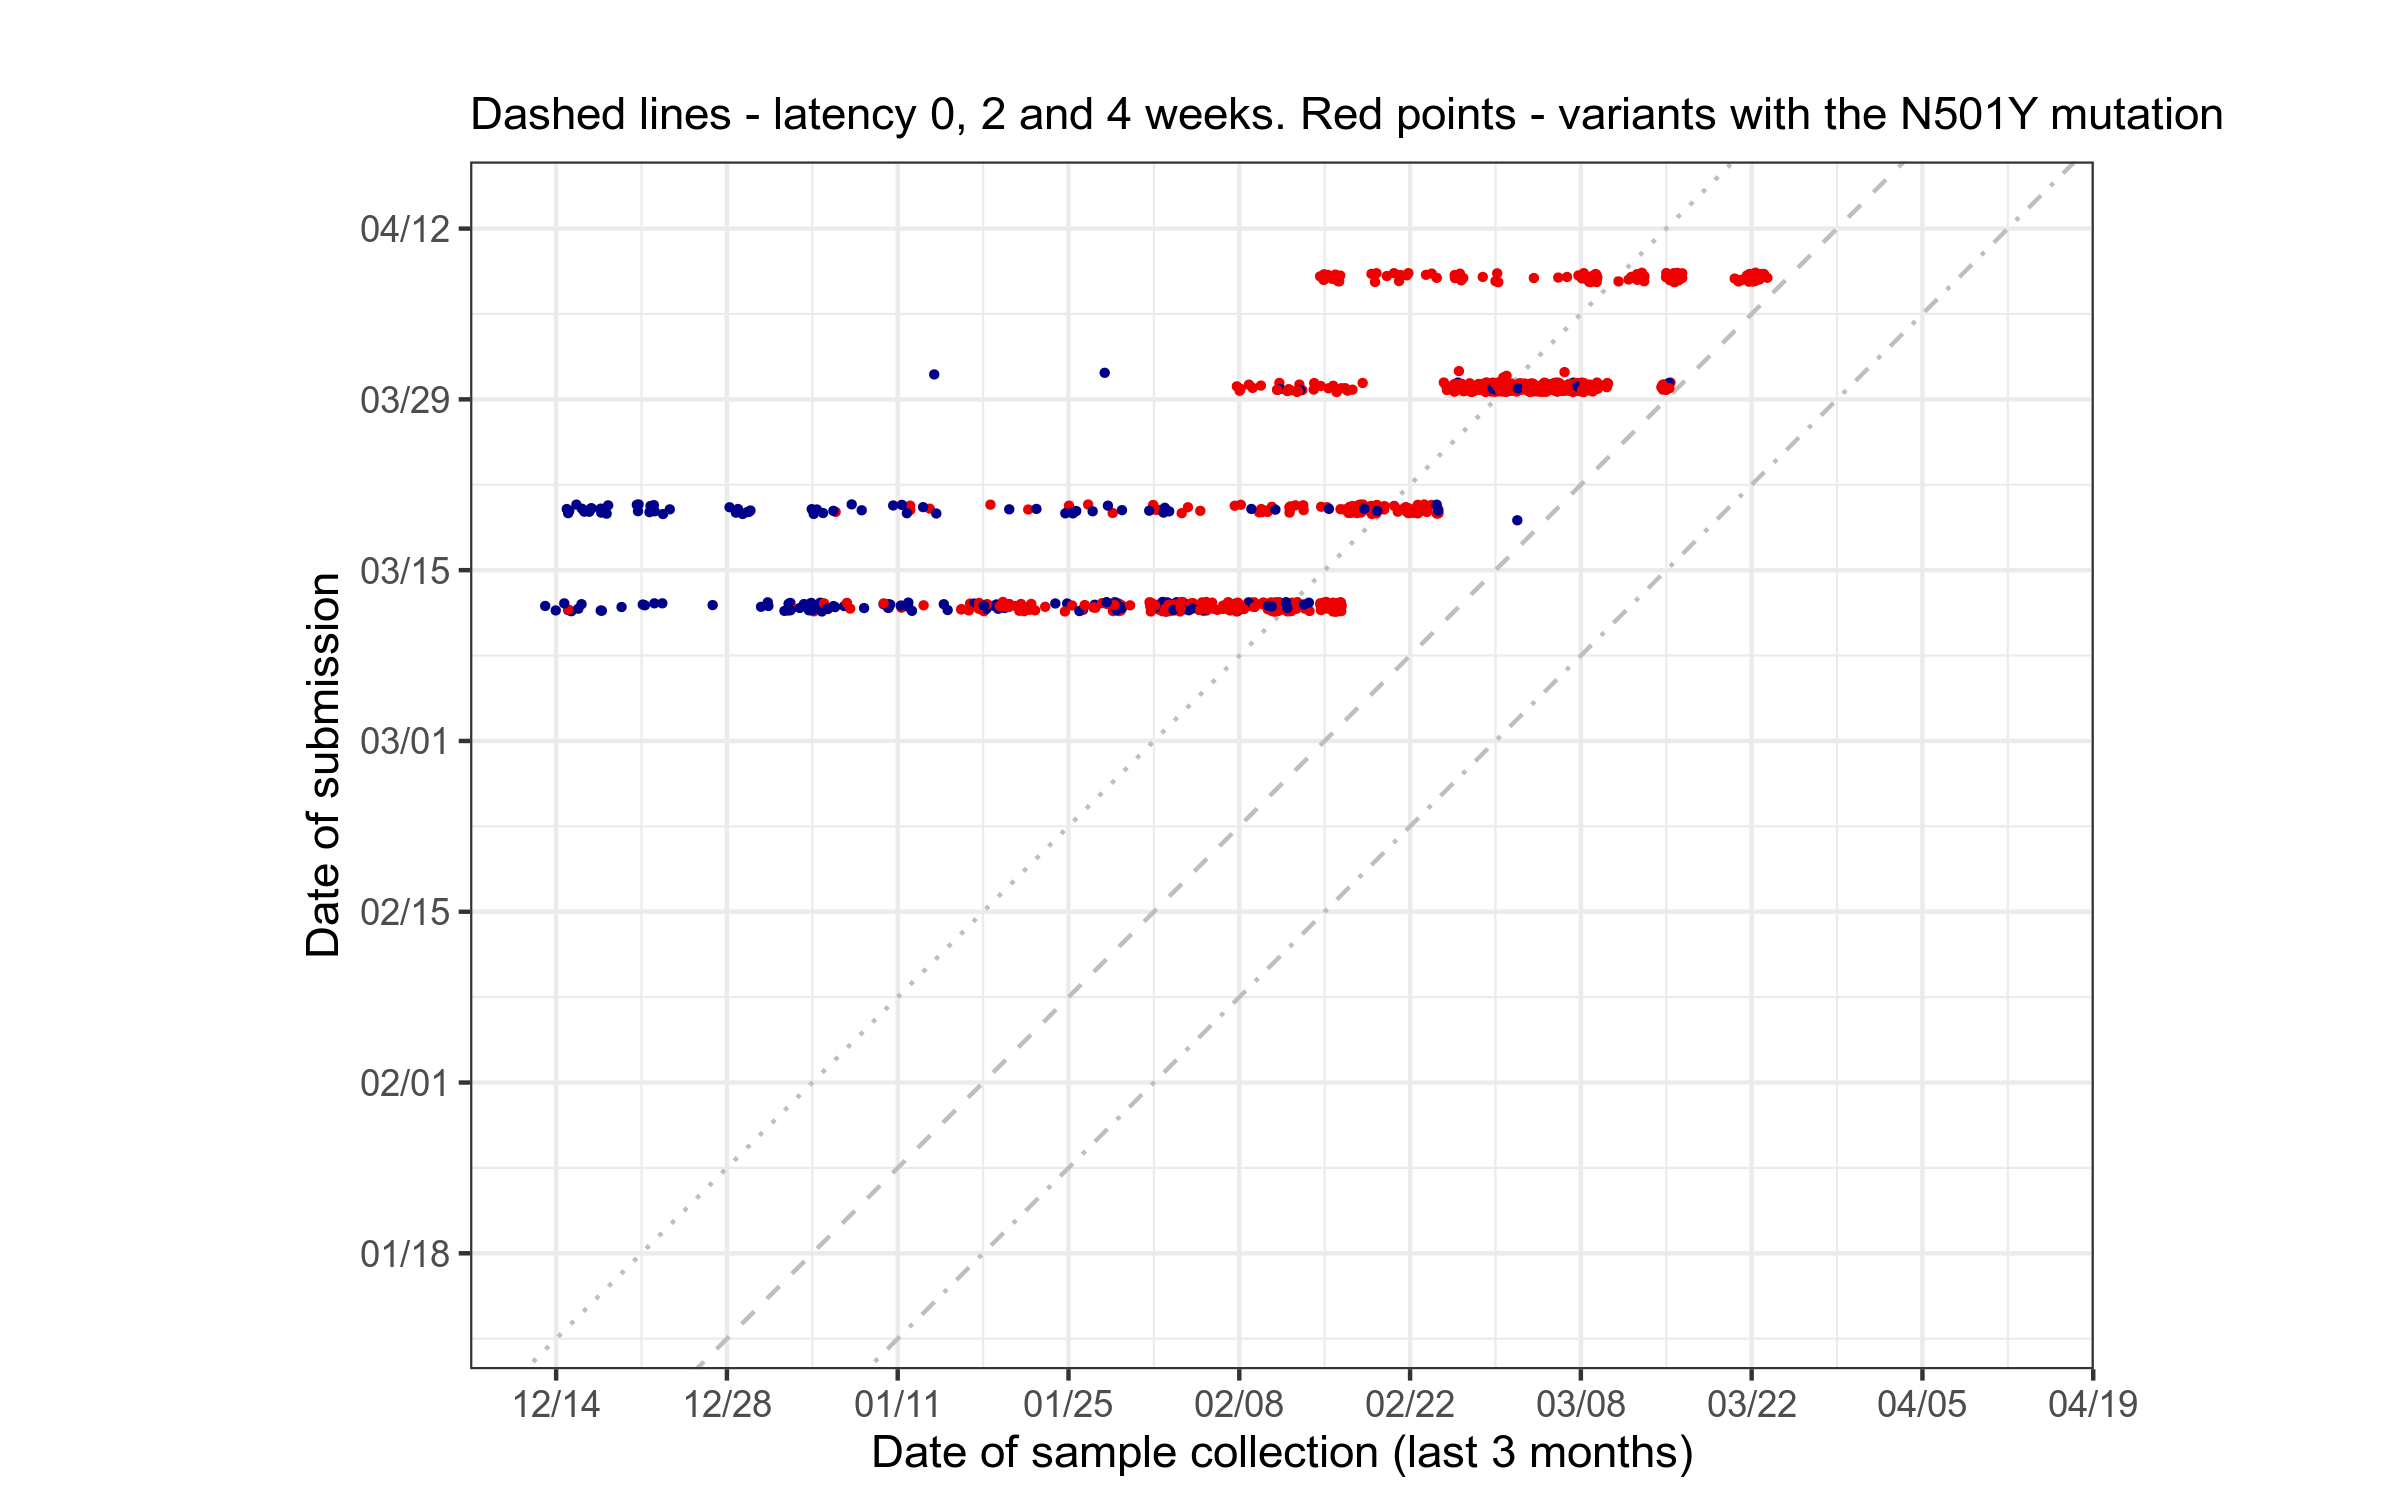 Dashed lines - latency 0, 2 and 4 weeks. Red points - variants with the N501Y mutation
04/12
03/29
03/15
03/01
02/15
02/01
01/18
Date of submission
12/14 12/28 01/11 01/25 02/08 02/22 03/08 03/22 04/05 04/19
Date of sample collection (last 3 months)